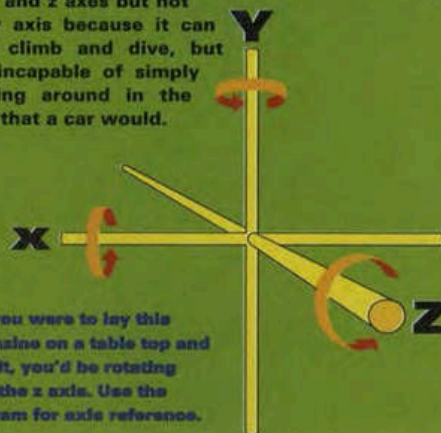 and z axes but not
axis because it can
climb and dive, but
incapable of simply
ing around in the
that a car would.
Y
X
Z
ou were to lay this
azine on a table top and
it, you'd be rotating
the z axis. Use the
am for axis reference.